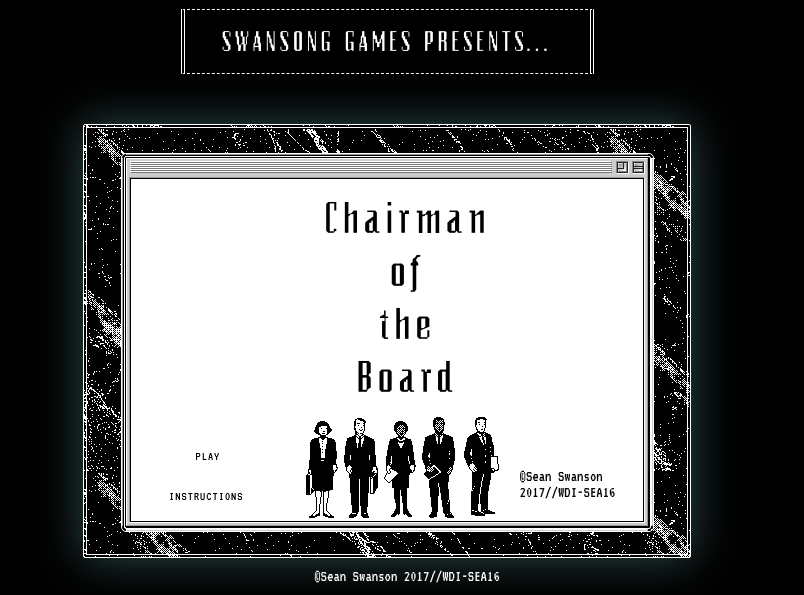 SWANSONG GAMES PRESENTS...
Chairman
of
the
Board
PLAY
INSTRUCTIONS
©Sean Swanson
2017//WDI-SEA16
©Sean Swanson 2017//WDI-SEA16